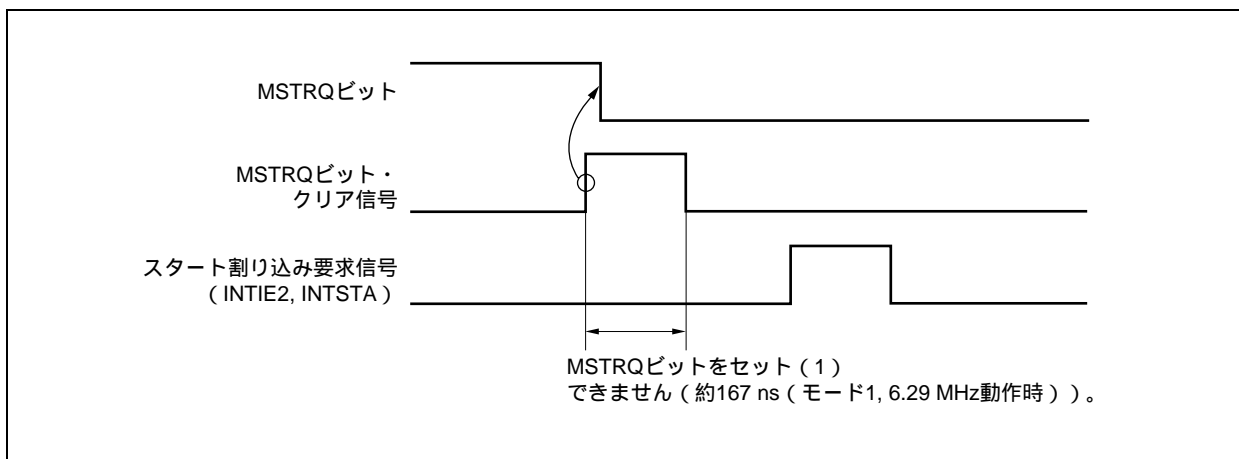 MSTRQビット
MSTRQビット・
クリア信号
スタート割り込み要求信号
（INTIE2, INTSTA）
MSTRQビットをセット（1）
できません（約167 ns（モード1, 6.29 MHz動作時））。